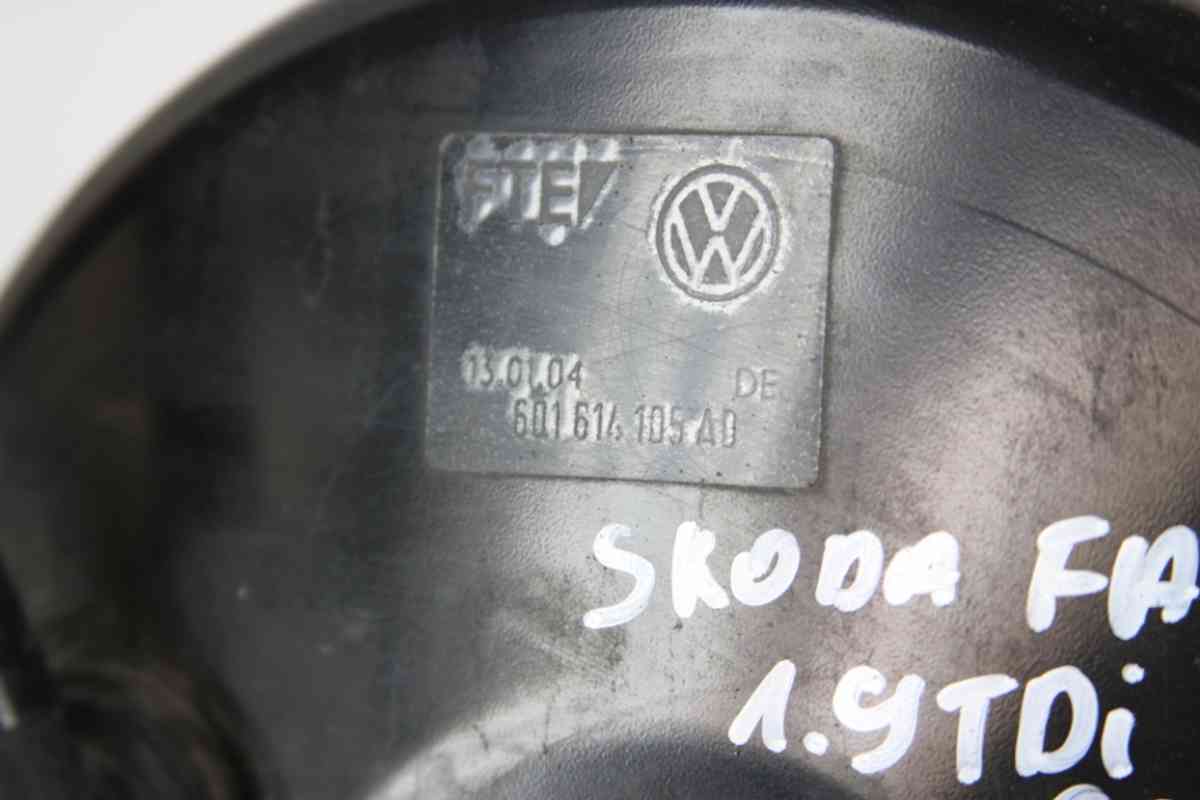 FTE
VW
13.01.04 DE
6Q1 614 105 AD
SKODA FA
1.9TDi